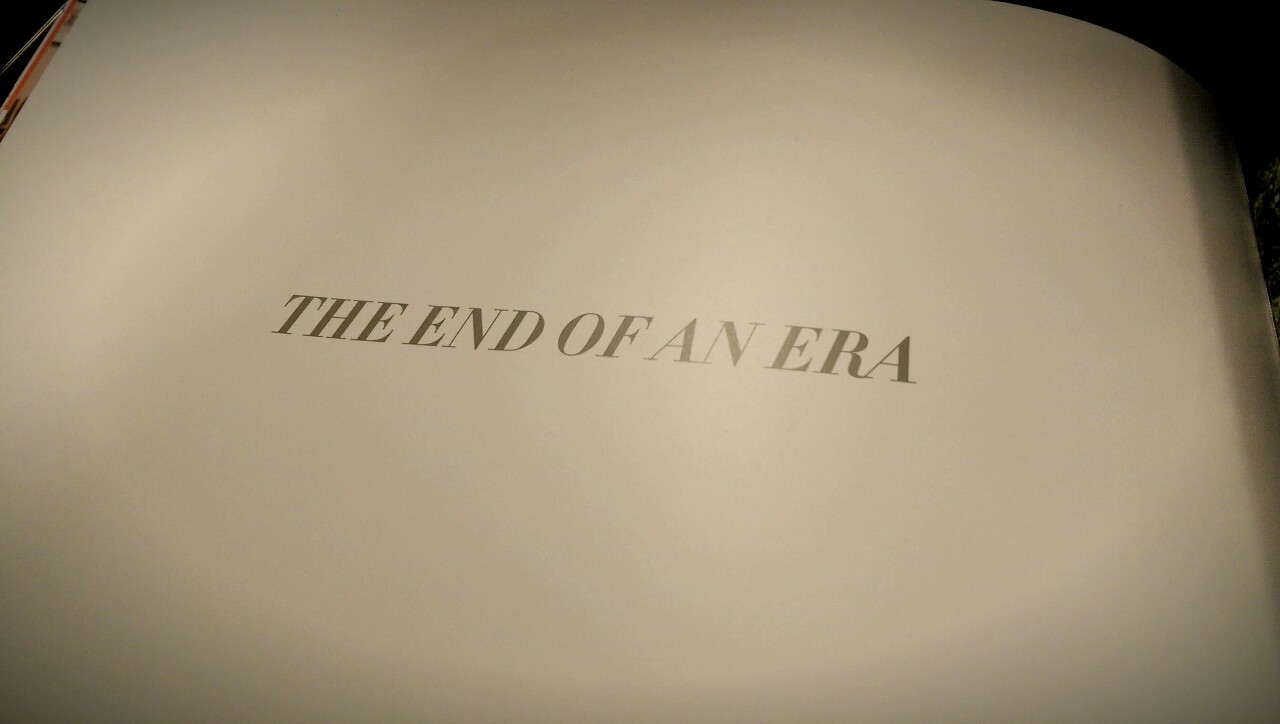 THE END OF AN ERA